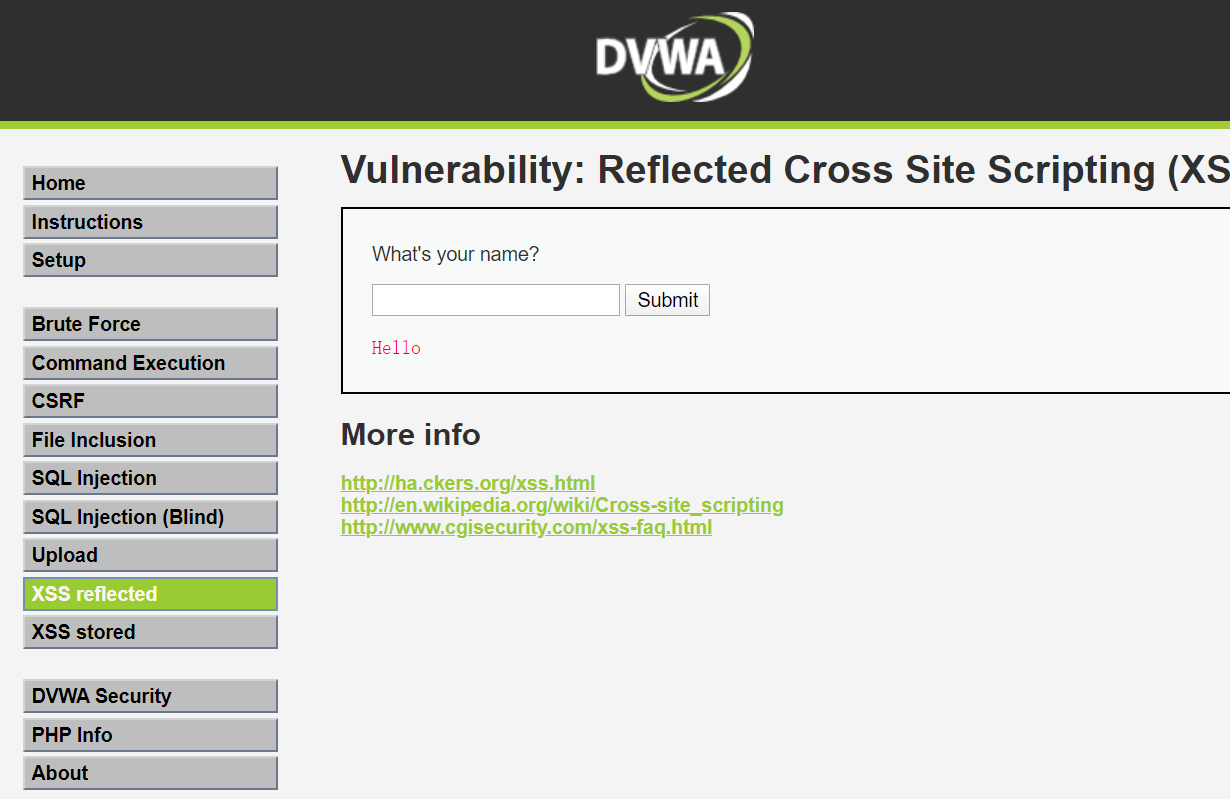 DVWA
Home
Instructions
Setup
Brute Force
Command Execution
CSRF
File Inclusion
SQL Injection
SQL Injection (Blind)
Upload
XSS reflected
XSS stored
DVWA Security
PHP Info
About
Vulnerability: Reflected Cross Site Scripting (XS
What's your name?
Submit
Hello
More info
http://ha.ckers.org/xss.html
http://en.wikipedia.org/wiki/Cross-site_scripting
http://www.cgisecurity.com/xss-faq.html